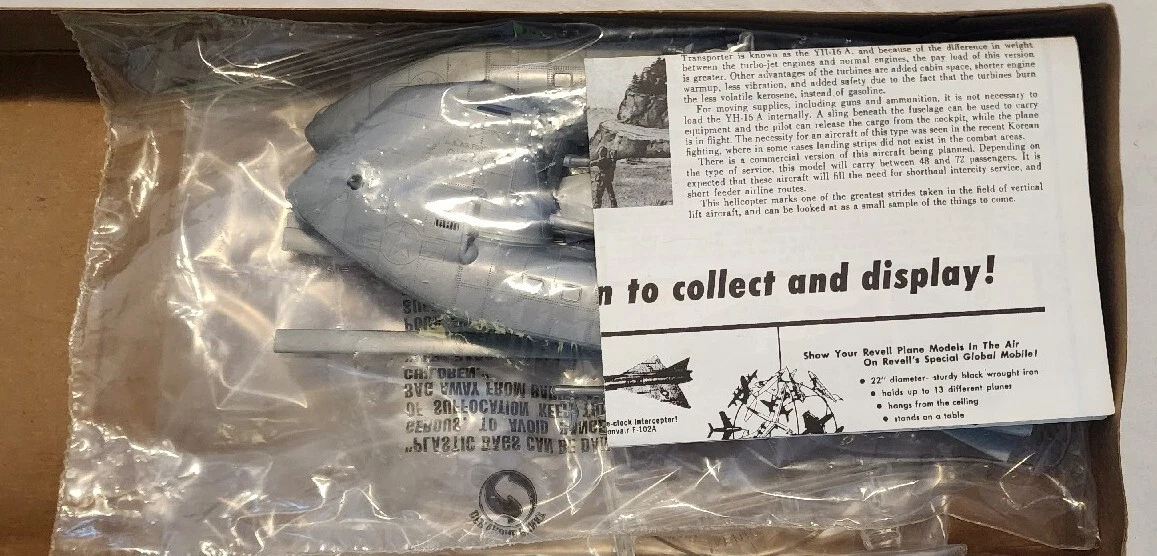 Transporter is known as the YH-16 A. and because of the difference in weight
between the turbo-jet engines and normal engines, the pay load of this version
is greater. Other advantages of the turbines are added cabin space, shorter engine
warmup, less vibration, and added safety due to the fact that the turbines burn
the less volatile kerosene, instead of gasoline.
For moving supplies, including guns and ammunition, it is not necessary to
load the YH-16 A internally. A sling beneath the fuselage can be used to carry
equipment and the pilot can release the cargo from the cockpit, while the plane
is in flight. The necessity for an aircraft of this type was seen in the recent Korean
fighting, where in some cases landing strips did not exist in the combat areas.
There is a commercial version of this aircraft being planned. Depending on
the type of service, this model will carry between 48 and 72 passengers. It is
expected that these aircraft will fill the need for shorthaul intercity service, and
short feeder airline routes.
This helicopter marks one of the greatest strides taken in the field of vertical
lift aircraft, and can be looked at as a small sample of the things to come.
n to collect and display!
Show Your Revell Plane Models In The Air
On Revell's Special Global Mobile!
● 22" diameter—sturdy black wrought iron
● holds up to 13 different planes
● hangs from the ceiling
● stands on a table
e-clock interceptor!
onvair F-102A
CHILDREN".
BAG AWAY FROM BAB
OF SUFFOCATION KEEP THI
GEROUS, TO AVOID DANGE
"PLASTIC BAGS CAN BE DAN